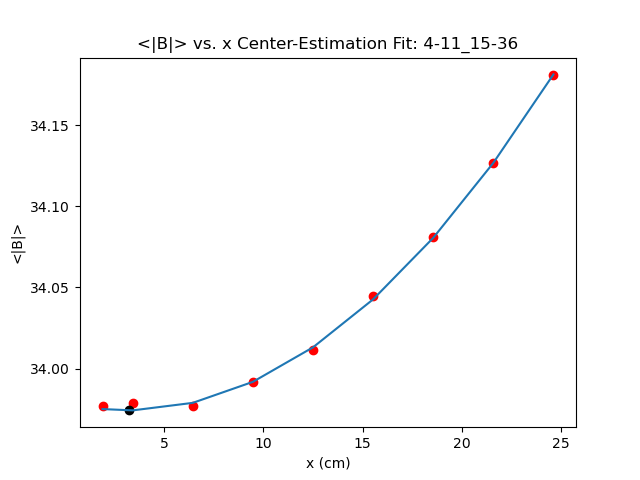 <|B|> vs. x Center-Estimation Fit: 4-11_15-36
34.15
34.10
34.05
34.00
<|B|>
5 10 15 20 25
x (cm)